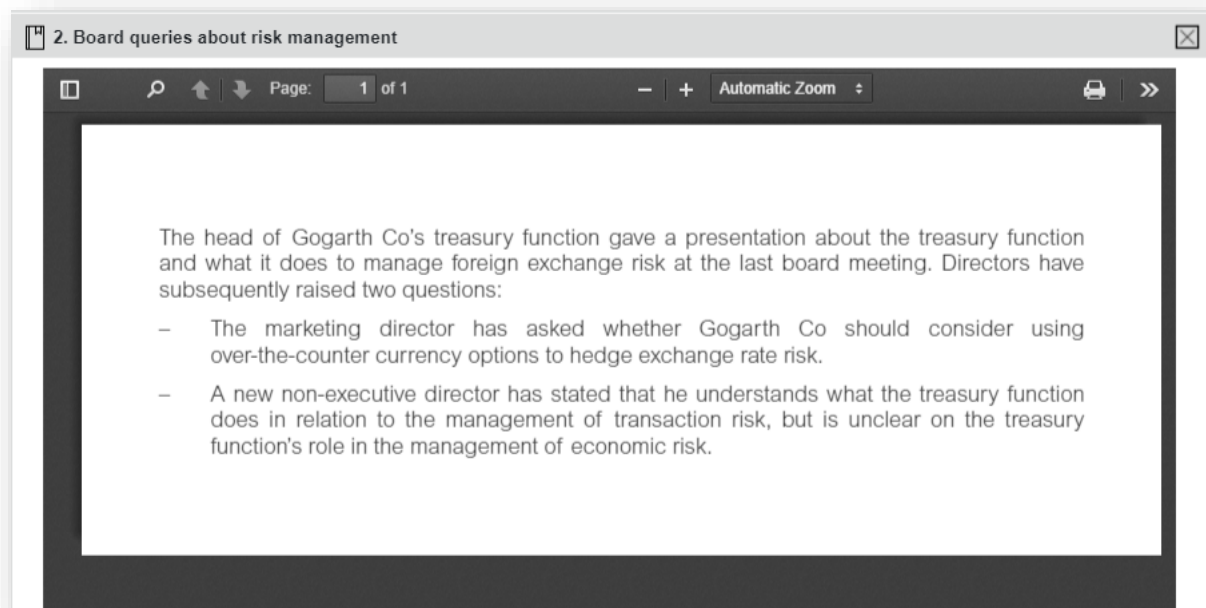 2. Board queries about risk management
Page: 1 of 1
Automatic Zoom
The head of Gogarth Co's treasury function gave a presentation about the treasury function
and what it does to manage foreign exchange risk at the last board meeting. Directors have
subsequently raised two questions:
– The marketing director has asked whether Gogarth Co should consider using
over-the-counter currency options to hedge exchange rate risk.
– A new non-executive director has stated that he understands what the treasury function
does in relation to the management of transaction risk, but is unclear on the treasury
function's role in the management of economic risk.